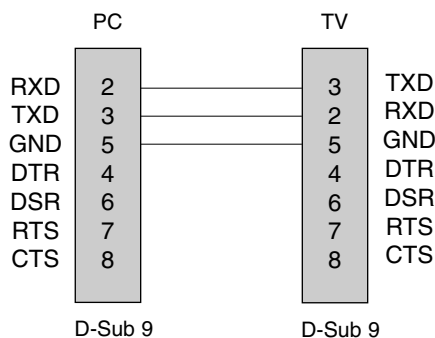 PC TV
RXD 2 3 TXD
TXD 3 2 RXD
GND 5 5 GND
DTR 4 4 DTR
DSR 6 6 DSR
RTS 7 7 RTS
CTS 8 8 CTS
D-Sub 9 D-Sub 9